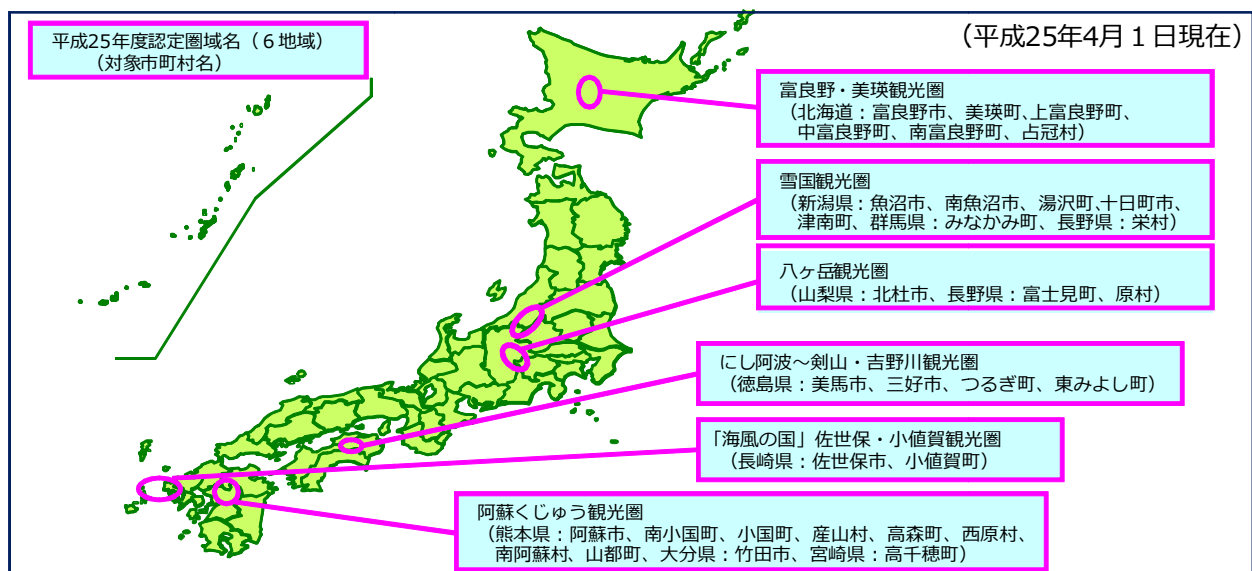 平成25年度認定圏域名（６地域）
（対象市町村名）
（平成25年4月１日現在）
富良野・美瑛観光圏
（北海道：富良野市、美瑛町、上富良野町、
中富良野町、南富良野町、占冠村）
雪国観光圏
（新潟県：魚沼市、南魚沼市、湯沢町、十日町市、
津南町、群馬県：みなかみ町、長野県：栄村）
八ヶ岳観光圏
（山梨県：北杜市、長野県：富士見町、原村）
にし阿波～剣山・吉野川観光圏
（徳島県：美馬市、三好市、つるぎ町、東みよし町）
「海風の国」佐世保・小値賀観光圏
（長崎県：佐世保市、小値賀町）
阿蘇くじゅう観光圏
（熊本県：阿蘇市、南小国町、小国町、産山村、高森町、西原村、
南阿蘇村、山都町、大分県：竹田市、宮崎県：高千穂町）